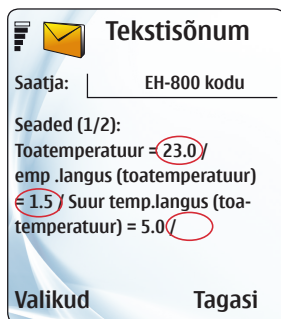 Tekstisõnum
Saatja: EH-800 kodu
Seaded (1/2):
Toatemperatuur = 23.0 /
emp .langus (toatemperatuur)
= 1.5 / Suur temp.langus (toa-
temperatuur) = 5.0 /
Valikud Tagasi